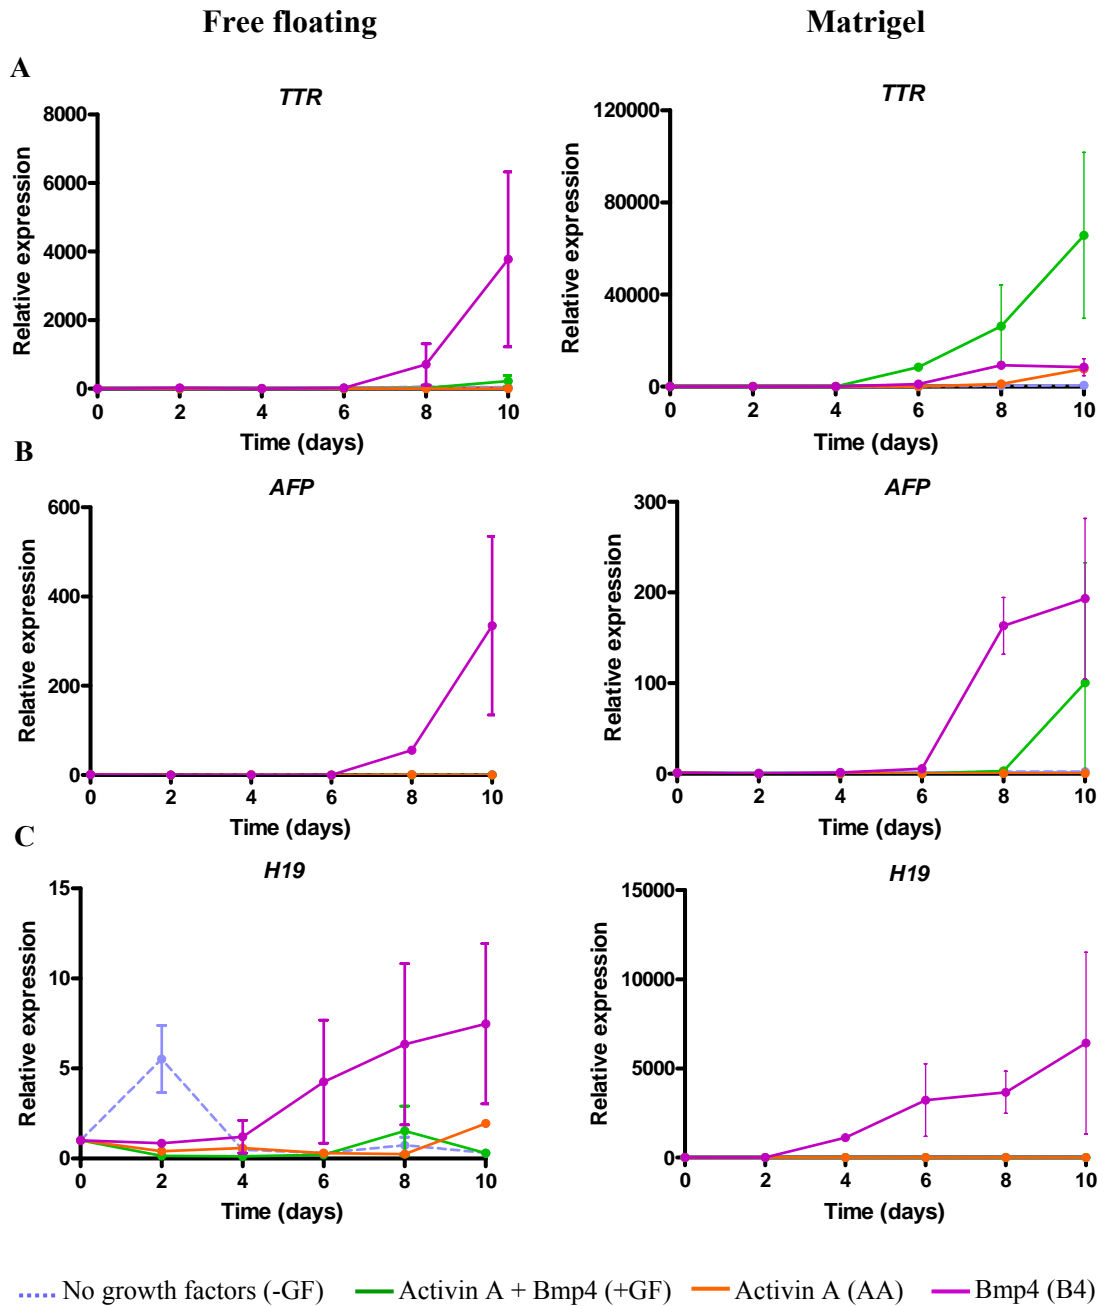 Free floating
Matrigel
A
TTR
8000
6000
4000
2000
0
Relative expression
0 2 4 6 8 10
Time (days)
TTR
120000
80000
40000
0
Relative expression
0 2 4 6 8 10
Time (days)
B
AFP
600
400
200
0
Relative expression
0 2 4 6 8 10
Time (days)
AFP
300
200
100
0
Relative expression
0 2 4 6 8 10
Time (days)
C
H19
15
10
5
0
Relative expression
0 2 4 6 8 10
Time (days)
H19
15000
10000
5000
0
Relative expression
0 2 4 6 8 10
Time (days)
No growth factors (-GF) Activin A + Bmp4 (+GF) Activin A (AA) Bmp4 (B4)